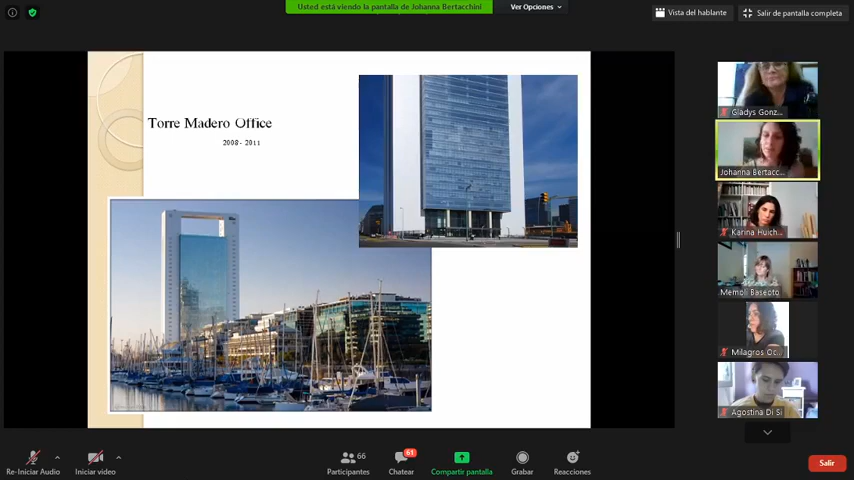 Usted está viendo la pantalla de Johanna Bertacchini
Ver Opciones
Vista del hablante
Salir de pantalla completa
Torre Madero Office
2008 - 2011
Gladys Gonz...
Johanna Bertacc...
Karina Huich...
Memoli Baseoto
Milagros Oc...
Agostina Di Si
Re-Iniciar Audio
Iniciar video
66
Participantes
61
Chatear
Compartir pantalla
Grabar
Reacciones
Salir